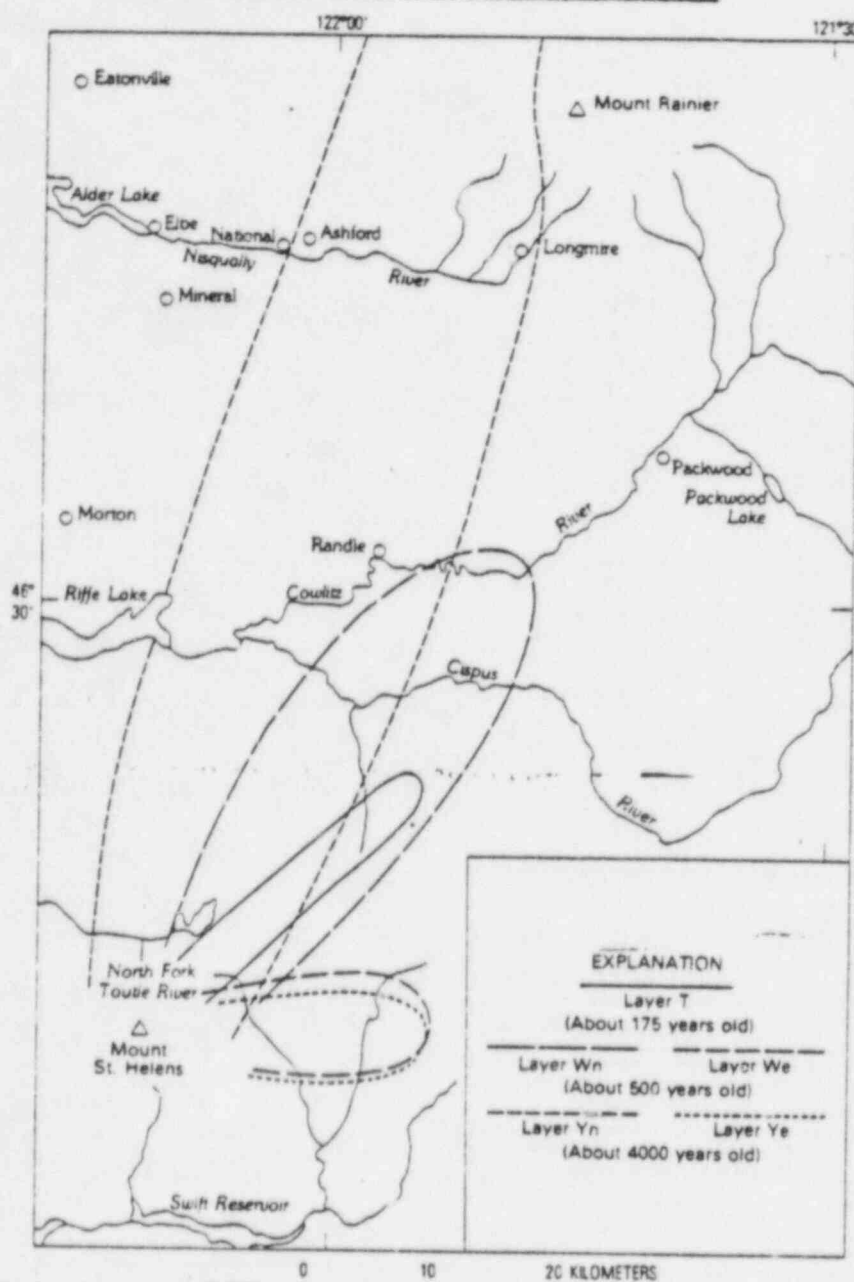 122°00'
121°30
Eatonville
Mount Rainier
Alder Lake
Elbe
National
Ashford
Nisqually
River
Longmire
Mineral
Packwood
Packwood
Lake
Morton
River
Randle
46°
30'
Riffe Lake
Cowlitz
Cispus
River
North Fork
Toutle River
Mount
St. Helens
Swift Reservoir
EXPLANATION
Layer T
(About 175 years old)
Layer Wn Layer We
(About 500 years old)
Layer Yn Layer Ye
(About 4000 years old)
0 10 20 KILOMETERS